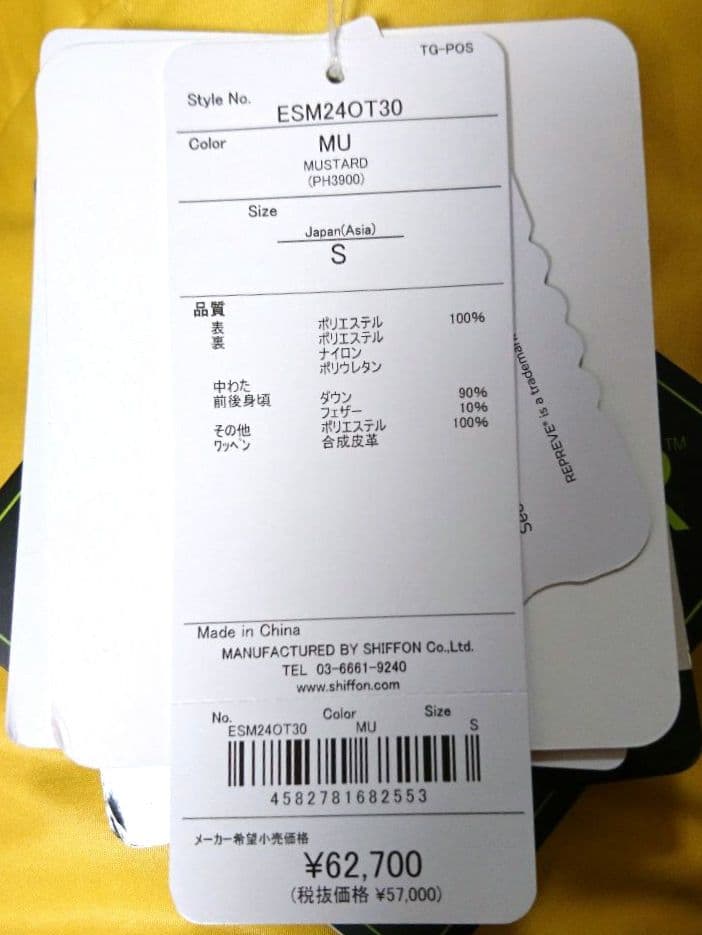 TG-POS
Style No. ESM24OT30
Color MU
MUSTARD
(PH3900)
Size
Japan(Asia)
S
品質
表 ポリエステル 100%
裏 ポリエステル
ナイロン
ポリウレタン
中わた
前後身頃 ダウン 90%
フェザー 10%
その他 ポリエステル 100%
ワッペン 合成皮革
Made in China
MANUFACTURED BY SHIFFON Co.,Ltd.
TEL 03-6661-9240
www.shiffon.com
No. Color Size
ESM24OT30 MU S
4582781682553
メーカー希望小売価格
¥62,700
(税抜価格 ¥57,000)
REPREVE® is a trademar
See
R™